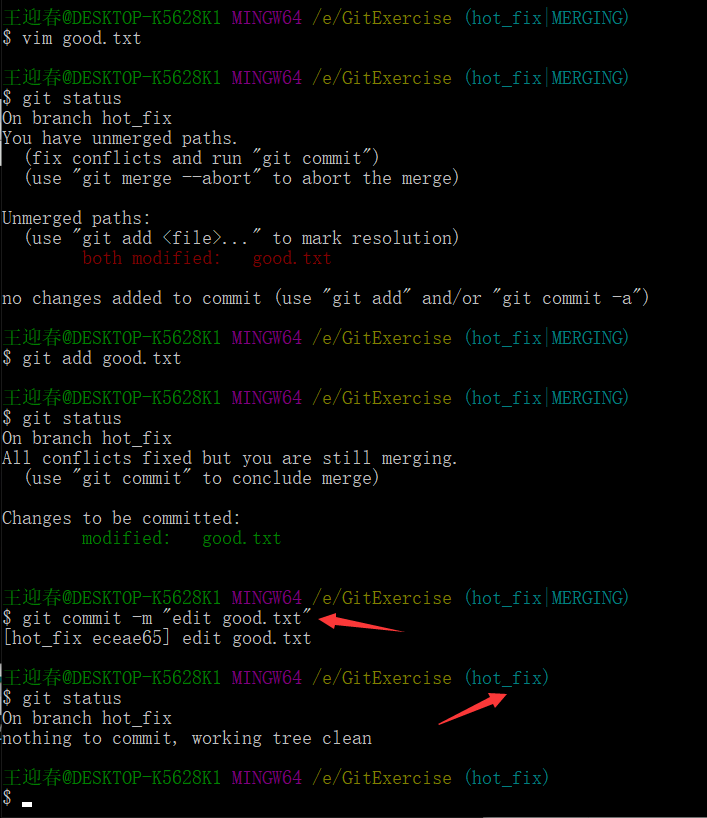 王迎春@DESKTOP-K5628K1 MINGW64 /e/GitExercise (hot_fix|MERGING)
$ vim good.txt
王迎春@DESKTOP-K5628K1 MINGW64 /e/GitExercise (hot_fix|MERGING)
$ git status
On branch hot_fix
You have unmerged paths.
  (fix conflicts and run "git commit")
  (use "git merge --abort" to abort the merge)
Unmerged paths:
  (use "git add <file>..." to mark resolution)
        both modified:   good.txt
no changes added to commit (use "git add" and/or "git commit -a")
王迎春@DESKTOP-K5628K1 MINGW64 /e/GitExercise (hot_fix|MERGING)
$ git add good.txt
王迎春@DESKTOP-K5628K1 MINGW64 /e/GitExercise (hot_fix|MERGING)
$ git status
On branch hot_fix
All conflicts fixed but you are still merging.
  (use "git commit" to conclude merge)
Changes to be committed:
        modified:   good.txt
王迎春@DESKTOP-K5628K1 MINGW64 /e/GitExercise (hot_fix|MERGING)
$ git commit -m "edit good.txt"
[hot_fix eceae65] edit good.txt
王迎春@DESKTOP-K5628K1 MINGW64 /e/GitExercise (hot_fix)
$ git status
On branch hot_fix
nothing to commit, working tree clean
王迎春@DESKTOP-K5628K1 MINGW64 /e/GitExercise (hot_fix)
$